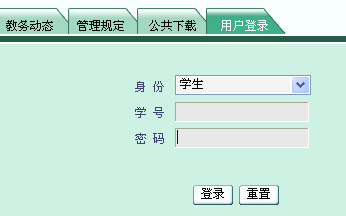 教务动态 管理规定 公共下载 用户登录
身 份 学生
学 号
密 码
登录 重置